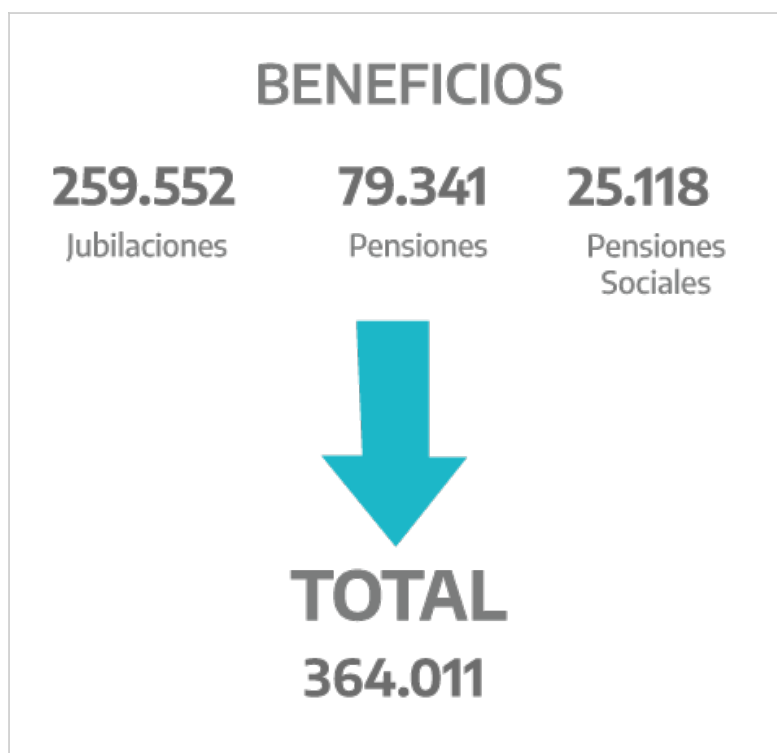 BENEFICIOS
259.552 79.341 25.118
Jubilaciones Pensiones Pensiones
Sociales
TOTAL
364.011